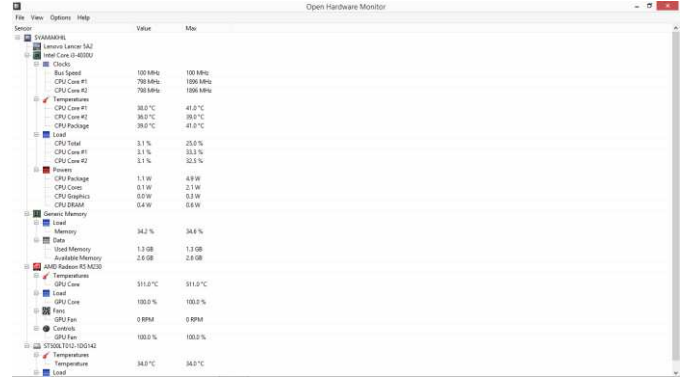 Open Hardware Monitor
File View Options Help
Sensor Value Max
SYAMAKHIL
Lenovo Lancer 5A2
Intel Core i3-4030U
Clocks
Bus Speed 100 MHz 100 MHz
CPU Core #1 798 MHz 1896 MHz
CPU Core #2 798 MHz 1896 MHz
Temperatures
CPU Core #1 38.0 °C 41.0 °C
CPU Core #2 36.0 °C 39.0 °C
CPU Package 39.0 °C 41.0 °C
Load
CPU Total 3.1 % 25.0 %
CPU Core #1 3.1 % 33.3 %
CPU Core #2 3.1 % 32.5 %
Powers
CPU Package 1.1 W 4.9 W
CPU Cores 0.1 W 2.1 W
CPU Graphics 0.0 W 0.3 W
CPU DRAM 0.4 W 0.6 W
Generic Memory
Load
Memory 34.2 % 34.6 %
Data
Used Memory 1.3 GB 1.3 GB
Available Memory 2.6 GB 2.6 GB
AMD Radeon R5 M230
Temperatures
GPU Core 511.0 °C 511.0 °C
Load
GPU Core 100.0 % 100.0 %
Fans
GPU Fan 0 RPM 0 RPM
Controls
GPU Fan 100.0 % 100.0 %
ST500LT012-1DG142
Temperatures
Temperature 34.0 °C 34.0 °C
Load